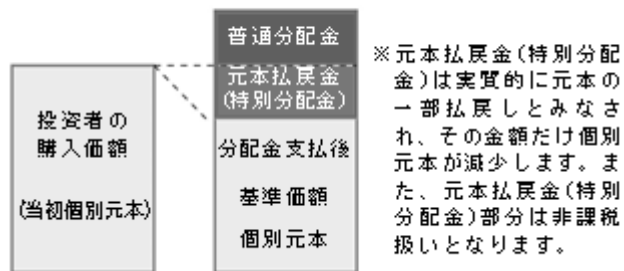 投資者の
購入価額
(当初個別元本)
普通分配金
元本払戻金
(特別分配金)
分配金支払後
基準価額
個別元本
※元本払戻金(特別分配
金)は実質的に元本の
一部払戻しとみなさ
れ、その金額だけ個別
元本が減少します。ま
た、元本払戻金(特別
分配金)部分は非課税
扱いとなります。